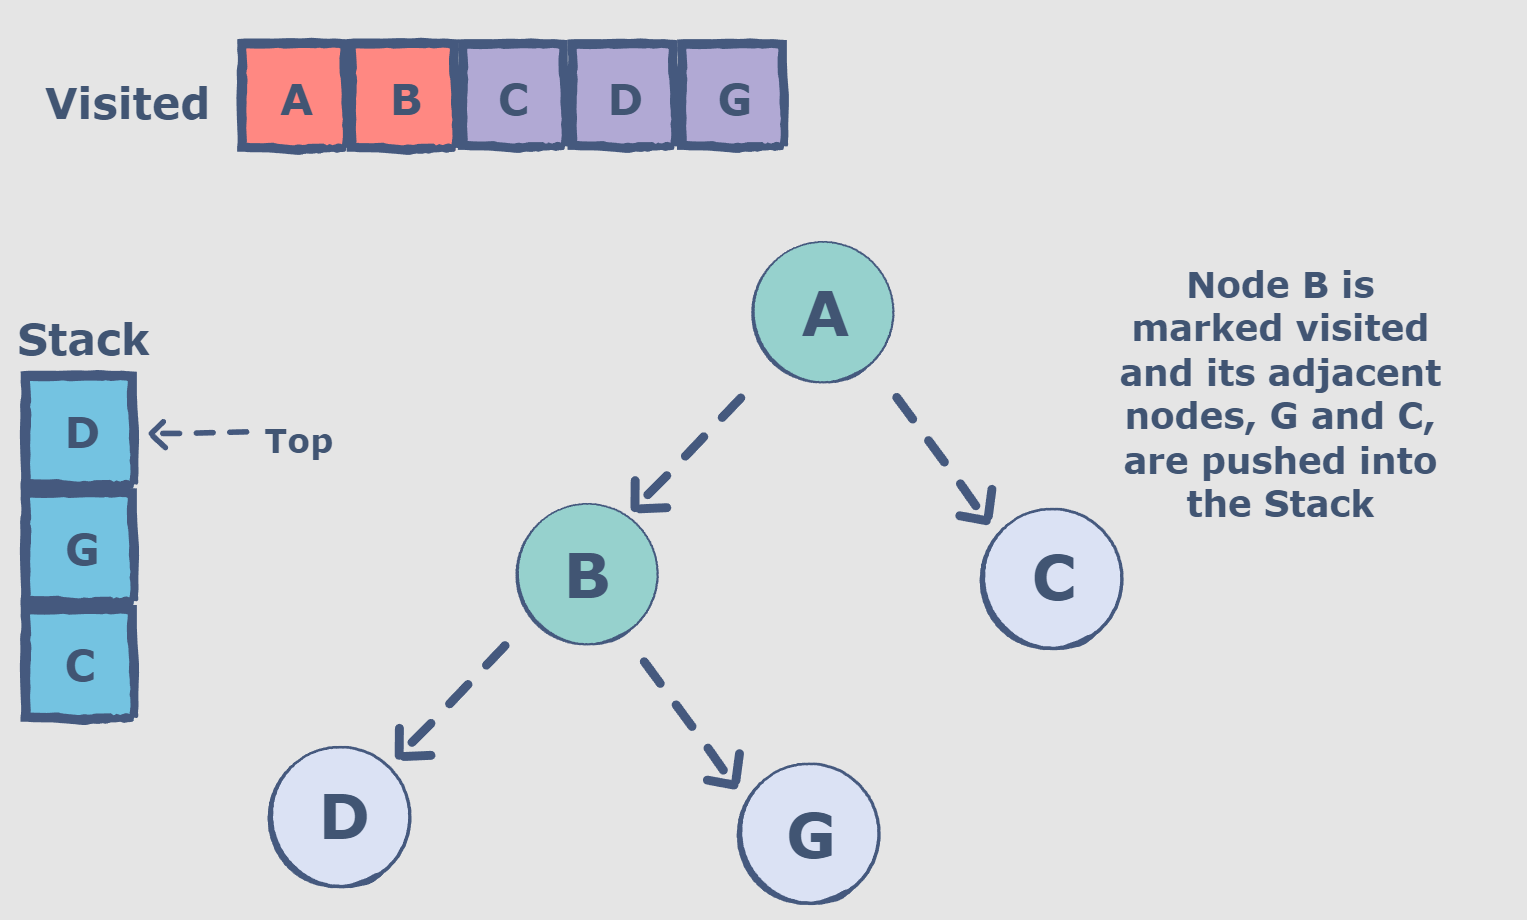 Visited A B C D G
A
Node B is
marked visited
and its adjacent
nodes, G and C,
are pushed into
the Stack
Stack
D
Top
G
C
B
C
D
G